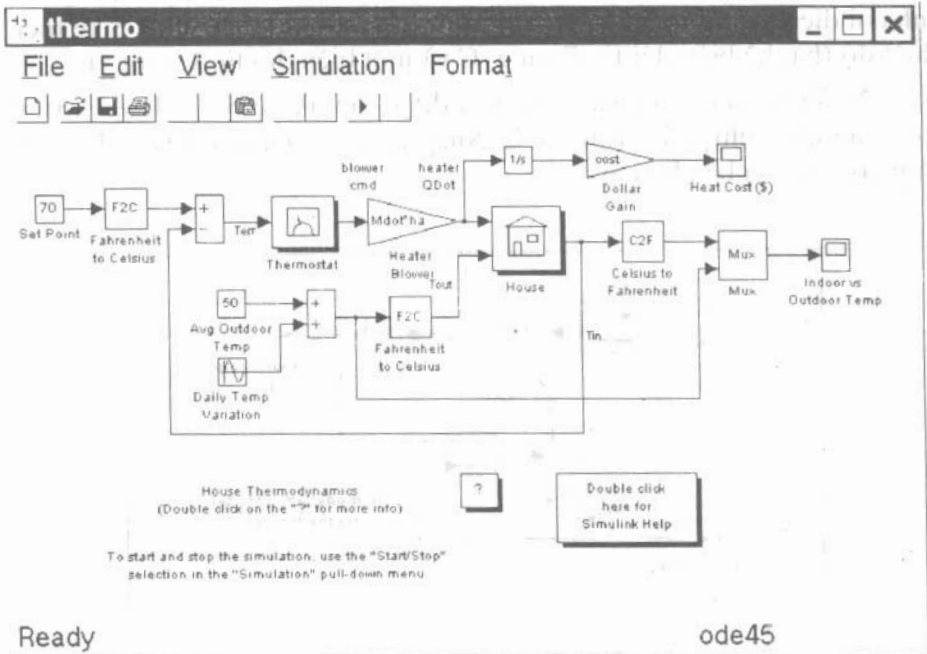 thermo
File Edit View Simulation Format
blower
cmd
heater
QDot
1/s
cost
Dollar
Gain
Heat Cost ($)
70
Set Point
F2C
Fahrenheit
to Celsius
+
−
Terr
Thermostat
Mdot*ha
Heater
Blower
House
C2F
Celsius to
Fahrenheit
Mux
Mux
Indoor vs
Outdoor Temp
Tout
Tin
50
Avg Outdoor
Temp
+
+
F2C
Fahrenheit
to Celsius
Daily Temp
Variation
House Thermodynamics
(Double click on the "?" for more info)
?
Double click
here for
Simulink Help
To start and stop the simulation, use the "Start/Stop"
selection in the "Simulation" pull-down menu
Ready
ode45